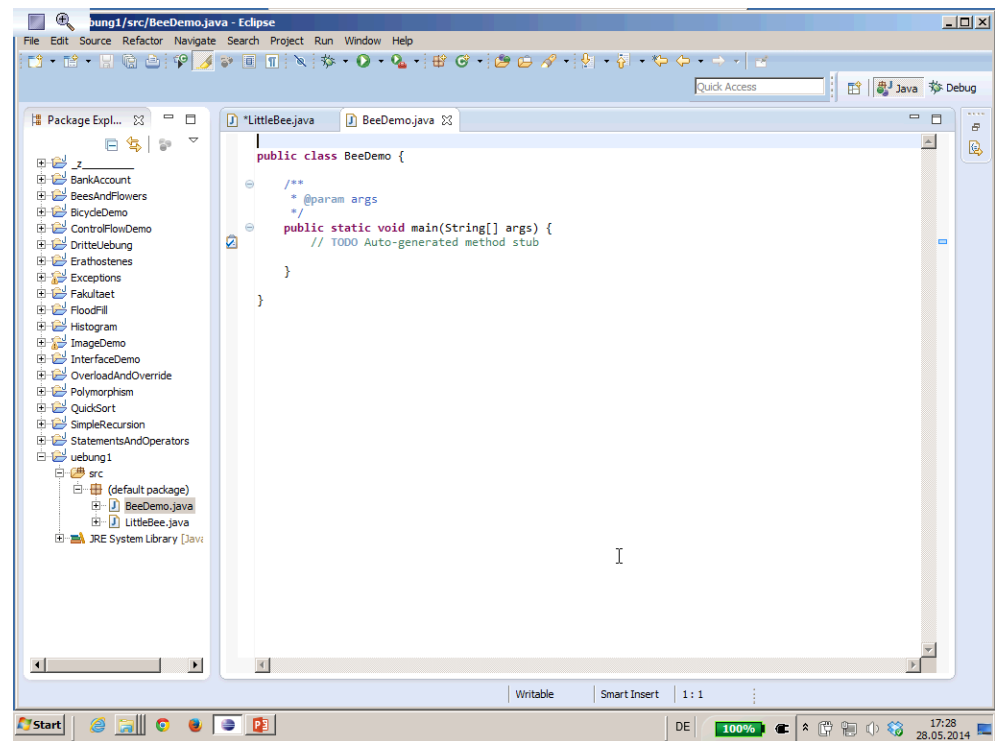 bung1/src/BeeDemo.java - Eclipse
File Edit Source Refactor Navigate Search Project Run Window Help
Quick Access
Java
Debug
Package Expl...
*LittleBee.java
BeeDemo.java
_z_________
BankAccount
BeesAndFlowers
BicycleDemo
ControlFlowDemo
DritteUebung
Erathostenes
Exceptions
Fakultaet
FloodFill
Histogram
ImageDemo
InterfaceDemo
OverloadAndOverride
Polymorphism
QuickSort
SimpleRecursion
StatementsAndOperators
uebung1
src
(default package)
BeeDemo.java
LittleBee.java
JRE System Library [Java
public class BeeDemo {
/**
* @param args
*/
public static void main(String[] args) {
// TODO Auto-generated method stub
}
}
Writable
Smart Insert
1 : 1
Start
DE
100%
17:28
28.05.2014